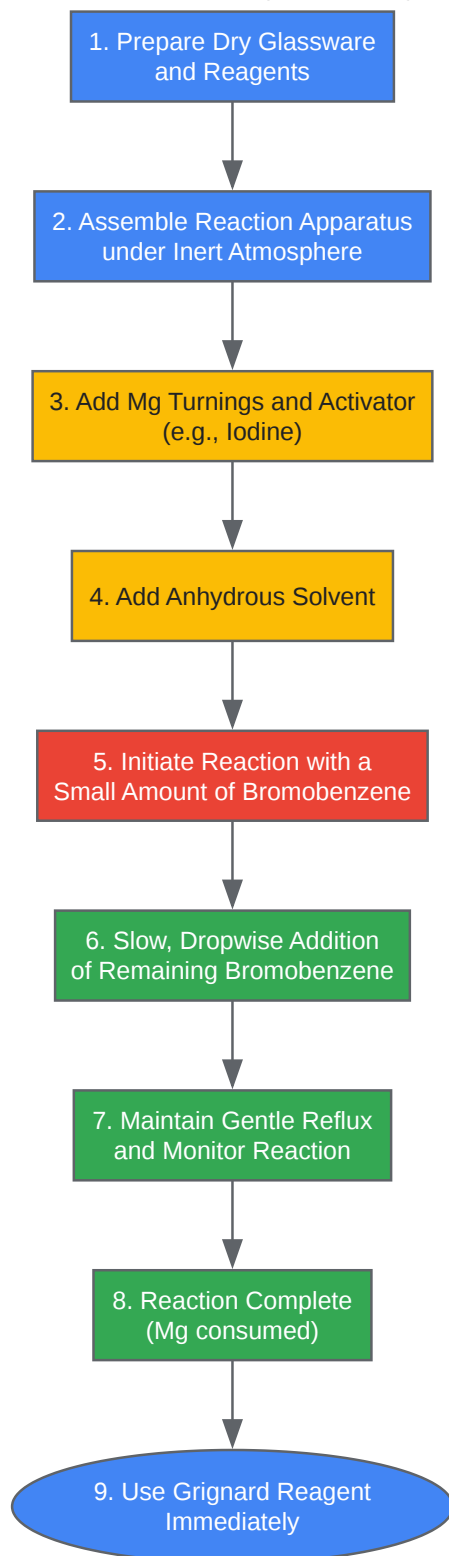 1. Prepare Dry Glassware
and Reagents
2. Assemble Reaction Apparatus
under Inert Atmosphere
3. Add Mg Turnings and Activator
(e.g., Iodine)
4. Add Anhydrous Solvent
5. Initiate Reaction with a
Small Amount of Bromobenzene
6. Slow, Dropwise Addition
of Remaining Bromobenzene
7. Maintain Gentle Reflux
and Monitor Reaction
8. Reaction Complete
(Mg consumed)
9. Use Grignard Reagent
Immediately